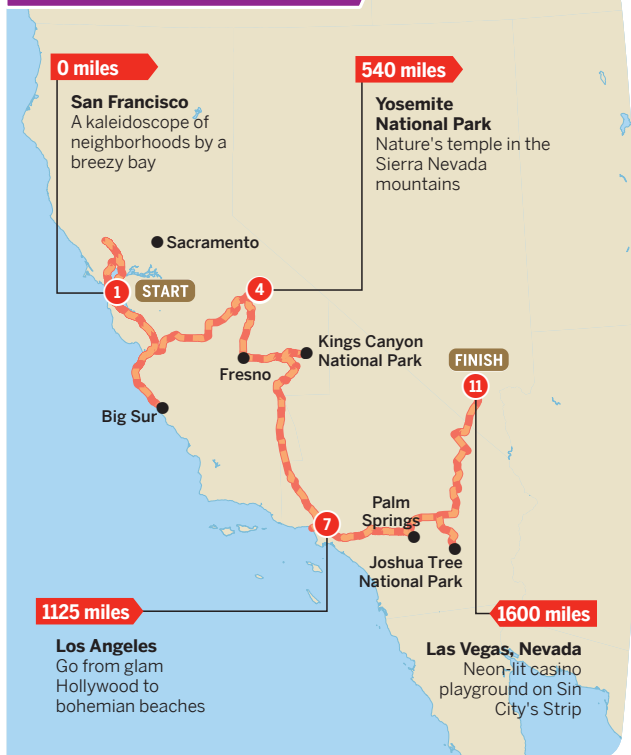 0 miles
San Francisco
A kaleidoscope of
neighborhoods by a
breezy bay
540 miles
Yosemite
National Park
Nature's temple in the
Sierra Nevada
mountains
Sacramento
1
START
4
Kings Canyon
National Park
Fresno
FINISH
11
Big Sur
7
Palm
Springs
Joshua Tree
National Park
1125 miles
Los Angeles
Go from glam
Hollywood to
bohemian beaches
1600 miles
Las Vegas, Nevada
Neon-lit casino
playground on Sin
City's Strip